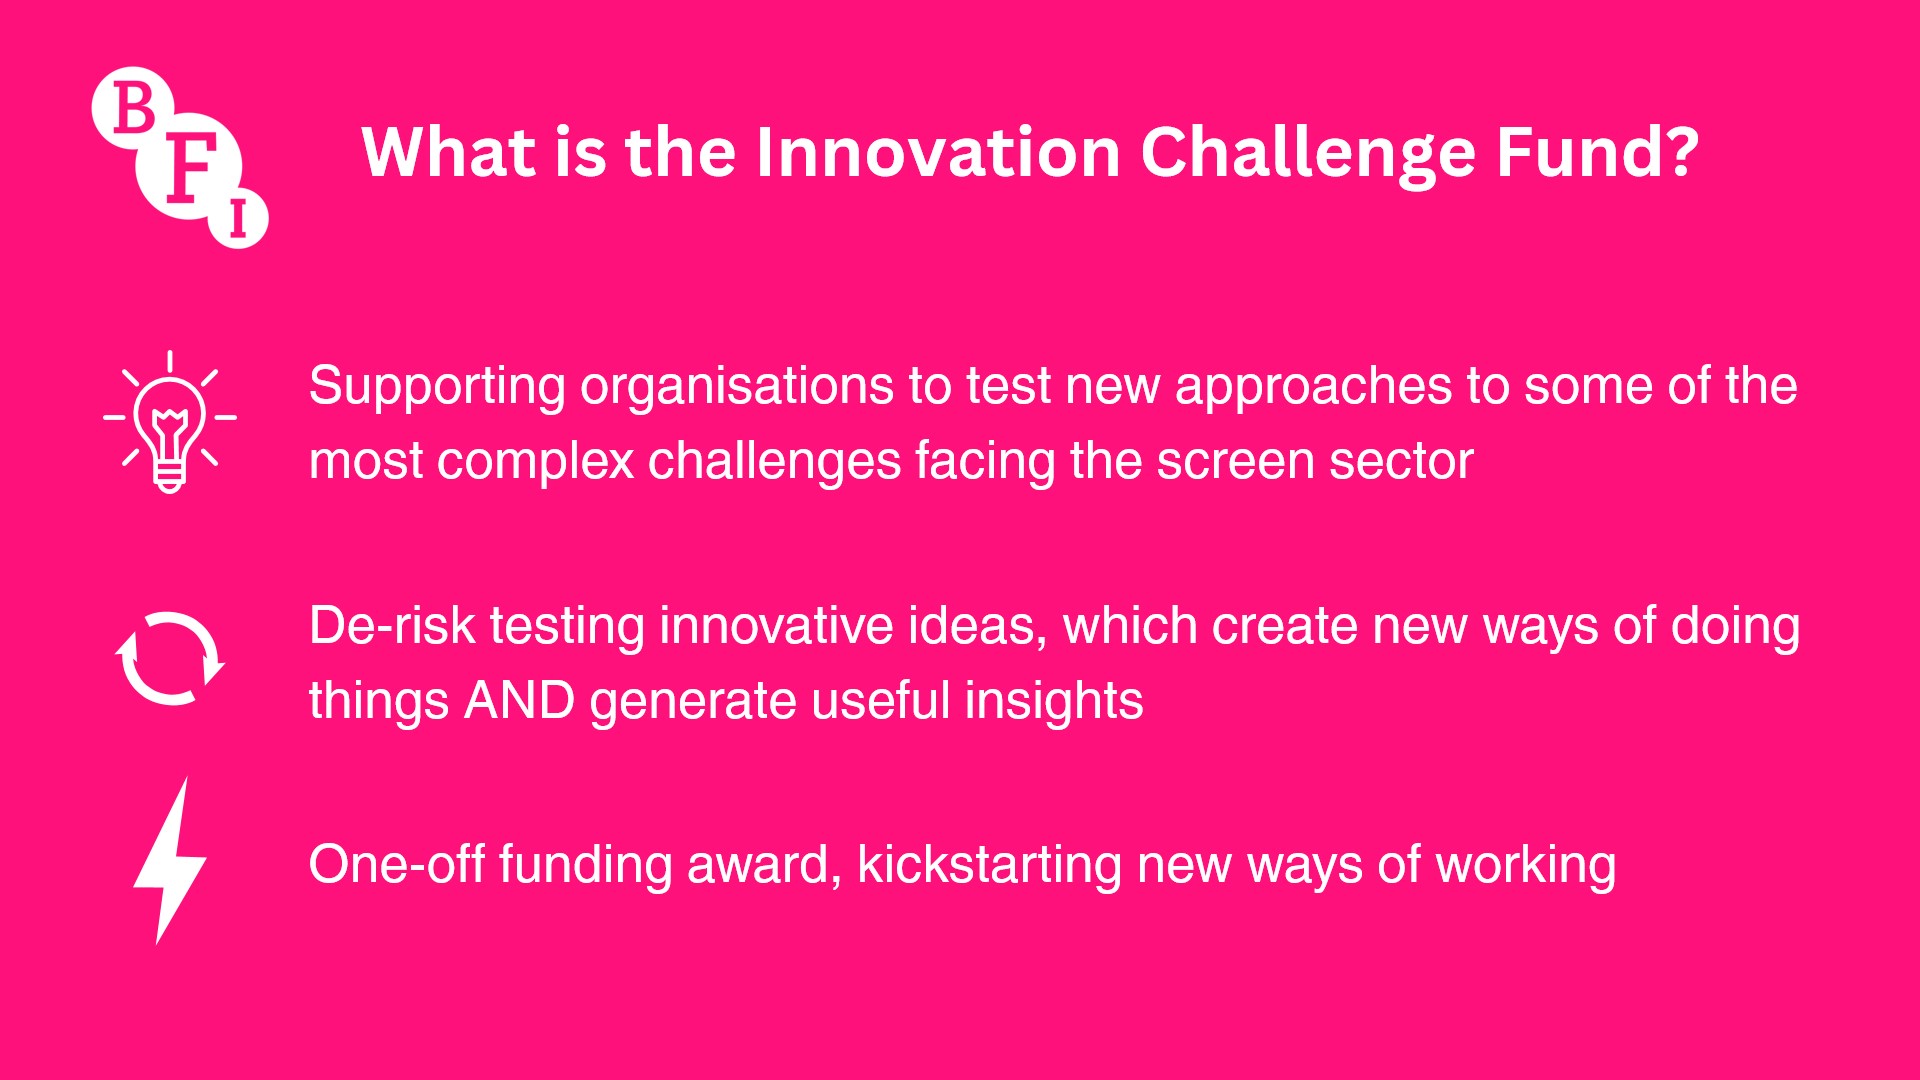 BFI
What is the Innovation Challenge Fund?
Supporting organisations to test new approaches to some of the
most complex challenges facing the screen sector
De-risk testing innovative ideas, which create new ways of doing
things AND generate useful insights
One-off funding award, kickstarting new ways of working